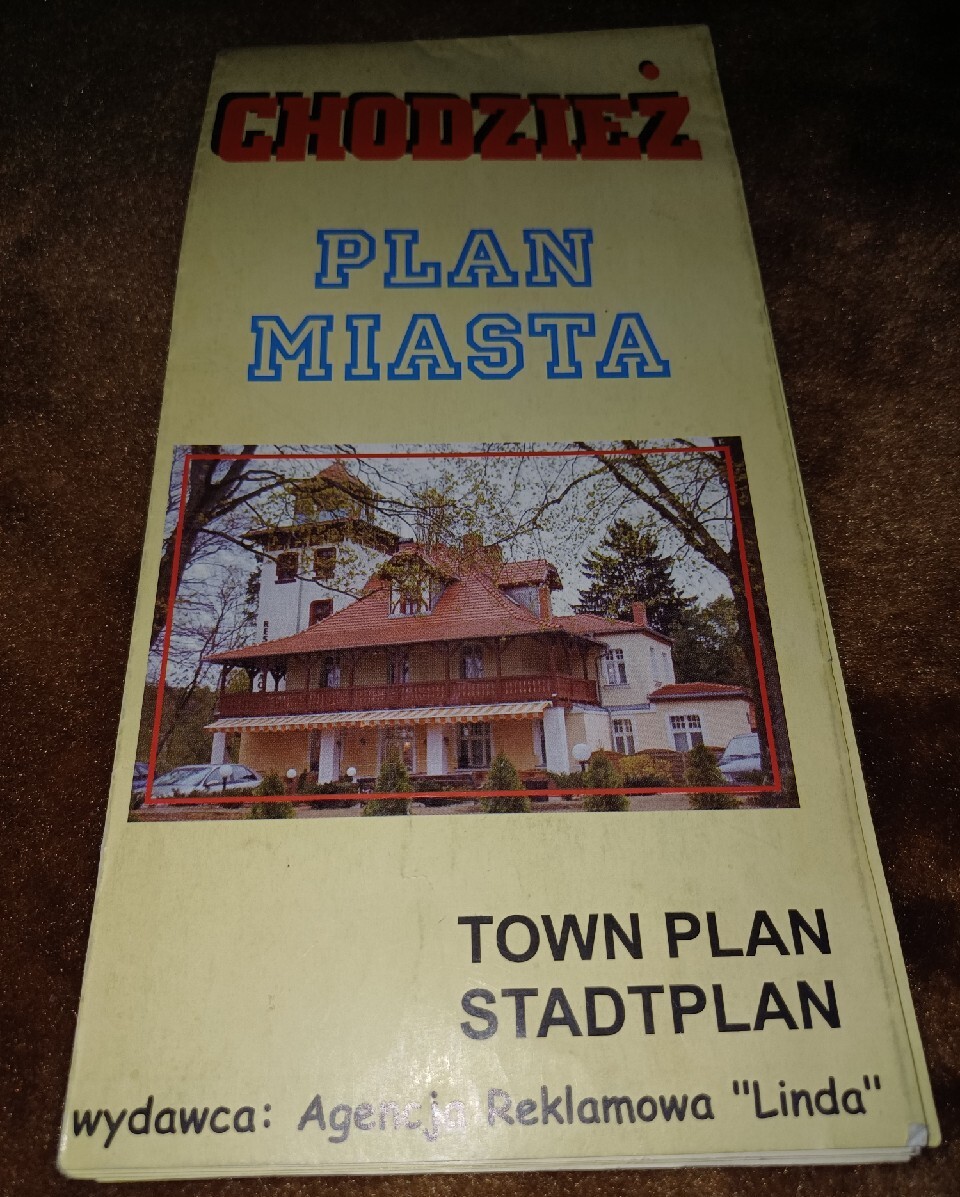 CHODZIEŻ
PLAN
MIASTA
TOWN PLAN
STADTPLAN
wydawca: Agencja Reklamowa "Linda"